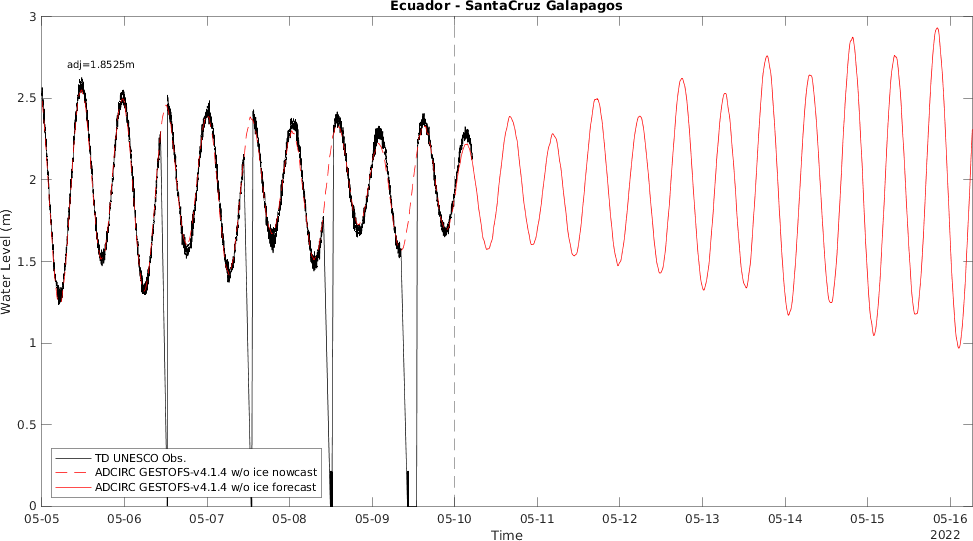 Ecuador - SantaCruz Galapagos
adj=1.8525m
Water Level (m)
3
2.5
2
1.5
1
0.5
0
TD UNESCO Obs.
ADCIRC GESTOFS-v4.1.4 w/o ice nowcast
ADCIRC GESTOFS-v4.1.4 w/o ice forecast
05-05 05-06 05-07 05-08 05-09 05-10 05-11 05-12 05-13 05-14 05-15 05-16
Time
2022